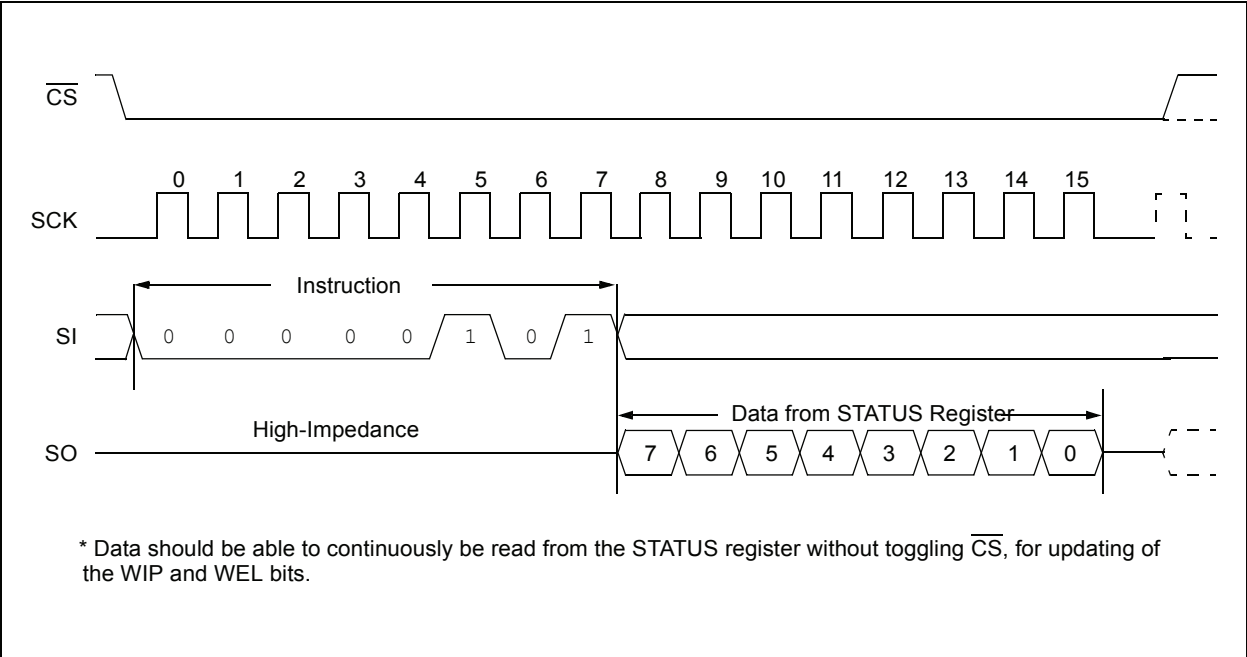 CS
SCK
0 1 2 3 4 5 6 7 8 9 10 11 12 13 14 15
Instruction
SI
0 0 0 0 0 1 0 1
Data from STATUS Register
High-Impedance
SO
7 6 5 4 3 2 1 0
* Data should be able to continuously be read from the STATUS register without toggling CS, for updating of
the WIP and WEL bits.